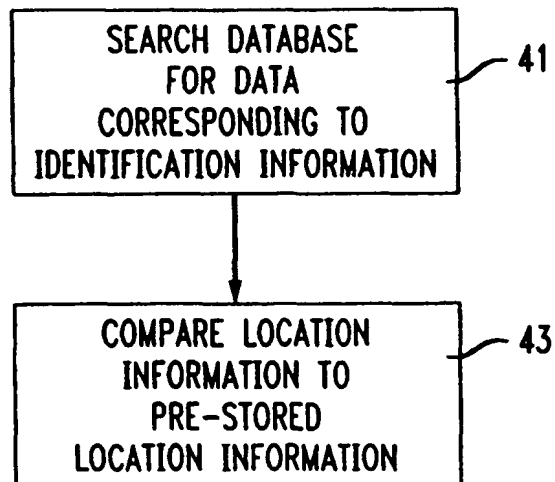 SEARCH DATABASE
FOR DATA
CORRESPONDING TO
IDENTIFICATION INFORMATION
41
COMPARE LOCATION
INFORMATION TO
PRE-STORED
LOCATION INFORMATION
43